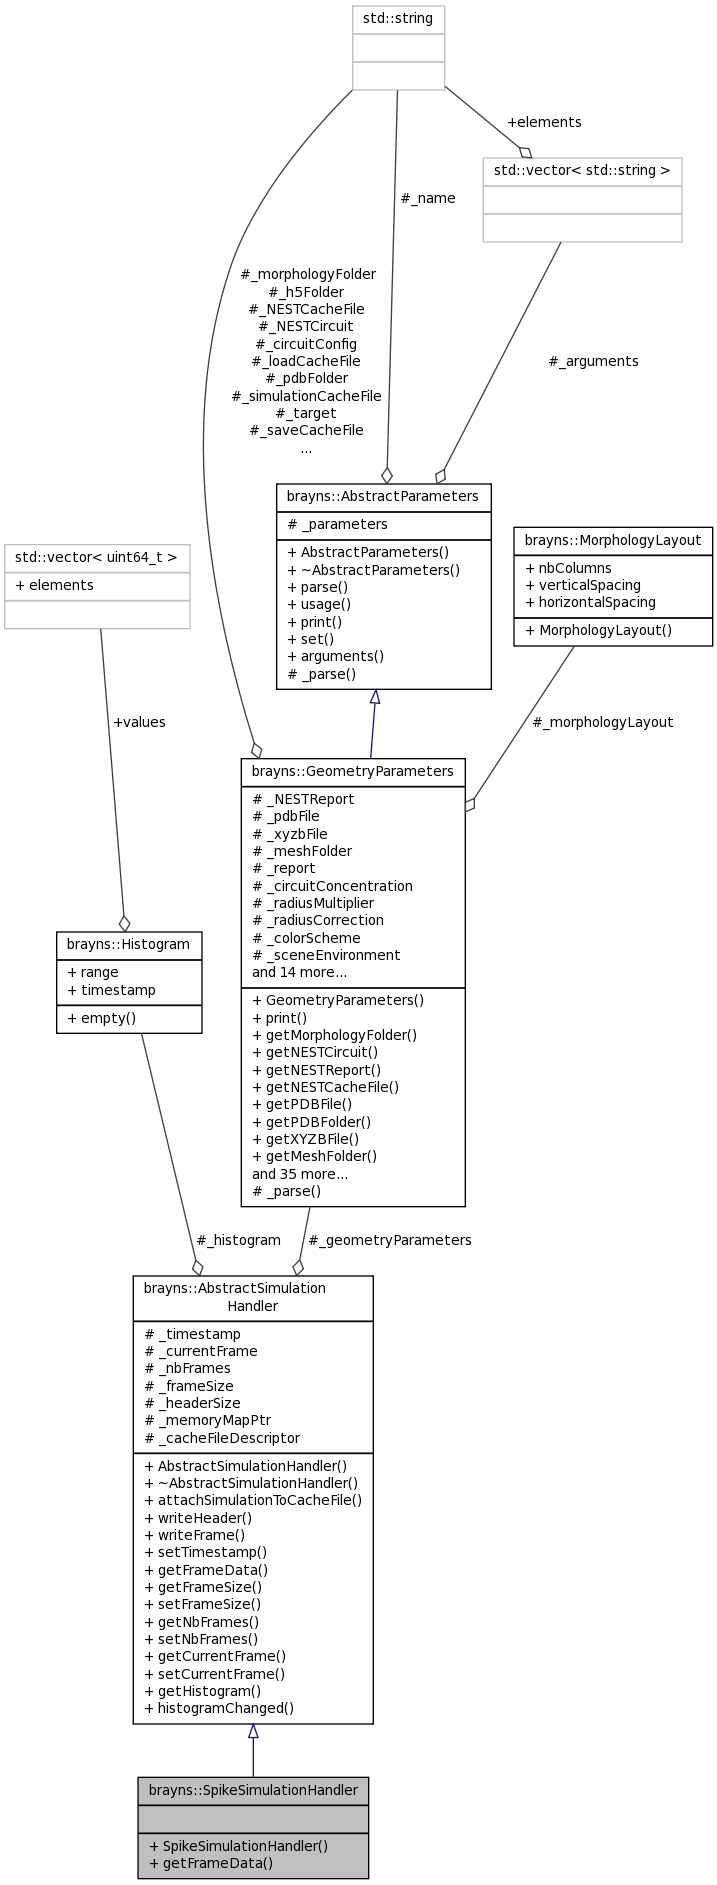 std::string
+elements
std::vector< std::string >
#_name
#_morphologyFolder
#_h5Folder
#_NESTCacheFile
#_NESTCircuit
#_circuitConfig
#_loadCacheFile
#_pdbFolder
#_simulationCacheFile
#_target
#_saveCacheFile
...
#_arguments
brayns::AbstractParameters
# _parameters
+ AbstractParameters()
+ ~AbstractParameters()
+ parse()
+ usage()
+ print()
+ set()
+ arguments()
# _parse()
brayns::MorphologyLayout
+ nbColumns
+ verticalSpacing
+ horizontalSpacing
+ MorphologyLayout()
std::vector< uint64_t >
+ elements
+values
#_morphologyLayout
brayns::GeometryParameters
# _NESTReport
# _pdbFile
# _xyzbFile
# _meshFolder
# _report
# _circuitConcentration
# _radiusMultiplier
# _radiusCorrection
# _colorScheme
# _sceneEnvironment
and 14 more...
+ GeometryParameters()
+ print()
+ getMorphologyFolder()
+ getNESTCircuit()
+ getNESTReport()
+ getNESTCacheFile()
+ getPDBFile()
+ getPDBFolder()
+ getXYZBFile()
+ getMeshFolder()
and 35 more...
# _parse()
brayns::Histogram
+ range
+ timestamp
+ empty()
#_histogram
#_geometryParameters
brayns::AbstractSimulation
Handler
# _timestamp
# _currentFrame
# _nbFrames
# _frameSize
# _headerSize
# _memoryMapPtr
# _cacheFileDescriptor
+ AbstractSimulationHandler()
+ ~AbstractSimulationHandler()
+ attachSimulationToCacheFile()
+ writeHeader()
+ writeFrame()
+ setTimestamp()
+ getFrameData()
+ getFrameSize()
+ setFrameSize()
+ getNbFrames()
+ setNbFrames()
+ getCurrentFrame()
+ setCurrentFrame()
+ getHistogram()
+ histogramChanged()
brayns::SpikeSimulationHandler
+ SpikeSimulationHandler()
+ getFrameData()